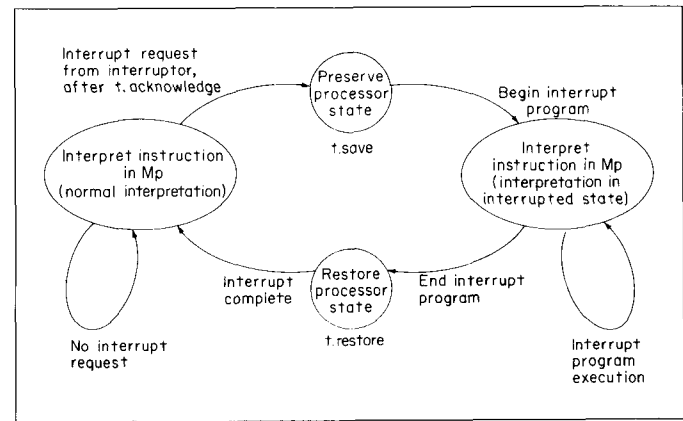 Interrupt request
from interruptor,
after t.acknowledge
Preserve
processor
state
t.save
Begin interrupt
program
Interpret instruction
in Mp
(normal interpretation)
Interpret
instruction in Mp
(interpretation in
interrupted state)
Interrupt
complete
Restore
processor
state
t.restore
End interrupt
program
No interrupt
request
Interrupt
program
execution